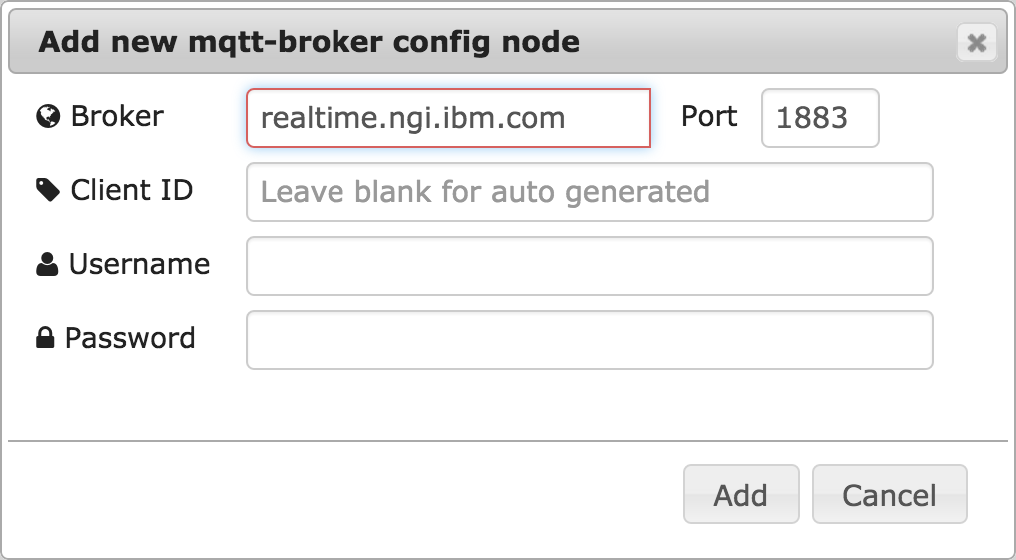 Add new mqtt-broker config node
Broker realtime.ngi.ibm.com Port 1883
Client ID Leave blank for auto generated
Username
Password
Add Cancel